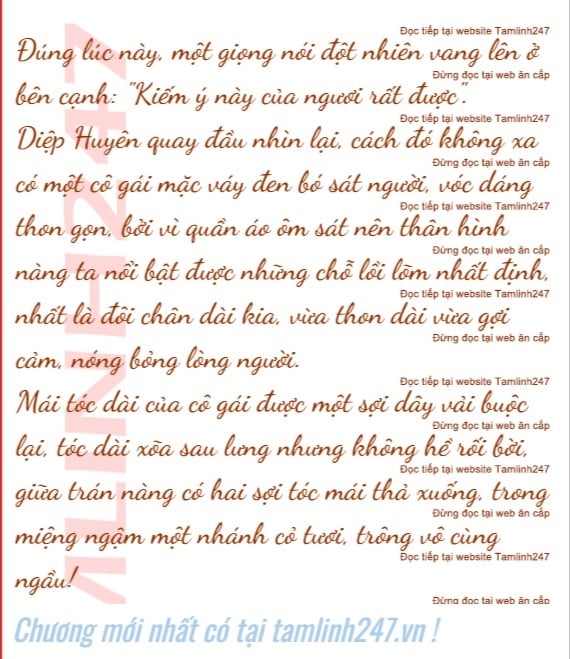 Đọc tiếp tại website Tamlinh247
Đúng lúc này, một giọng nói đột nhiên vang lên ở
Đừng đọc tại web ăn cắp
bên cạnh: "Kiếm ý này của ngươi rất được".
Đọc tiếp tại website Tamlinh247
Diệp Huyên quay đầu nhìn lại, cách đó không xa
Đừng đọc tại web ăn cắp
có một cô gái mặc váy đen bó sát người, vóc dáng
Đọc tiếp tại website Tamlinh247
thon gọn, bởi vì quần áo ôm sát nên thân hình
Đừng đọc tại web ăn cắp
nàng ta nổi bật được những chỗ lồi lõm nhất định,
Đọc tiếp tại website Tamlinh247
nhất là đôi chân dài kia, vừa thon dài vừa gợi
Đừng đọc tại web ăn cắp
cảm, nóng bỏng lòng người.
Đọc tiếp tại website Tamlinh247
Mái tóc dài của cô gái được một sợi dây vải buộc
Đừng đọc tại web ăn cắp
lại, tóc dài xõa sau lưng nhưng không hề rối bời,
Đọc tiếp tại website Tamlinh247
giữa trán nàng có hai sợi tóc mái thả xuống, trong
Đừng đọc tại web ăn cắp
miệng ngậm một nhánh cỏ tươi, trông vô cùng
Đọc tiếp tại website Tamlinh247
ngầu!
Đừng đọc tại web ăn cắp
MLINH247
Chương mới nhất có tại tamlinh247.vn !